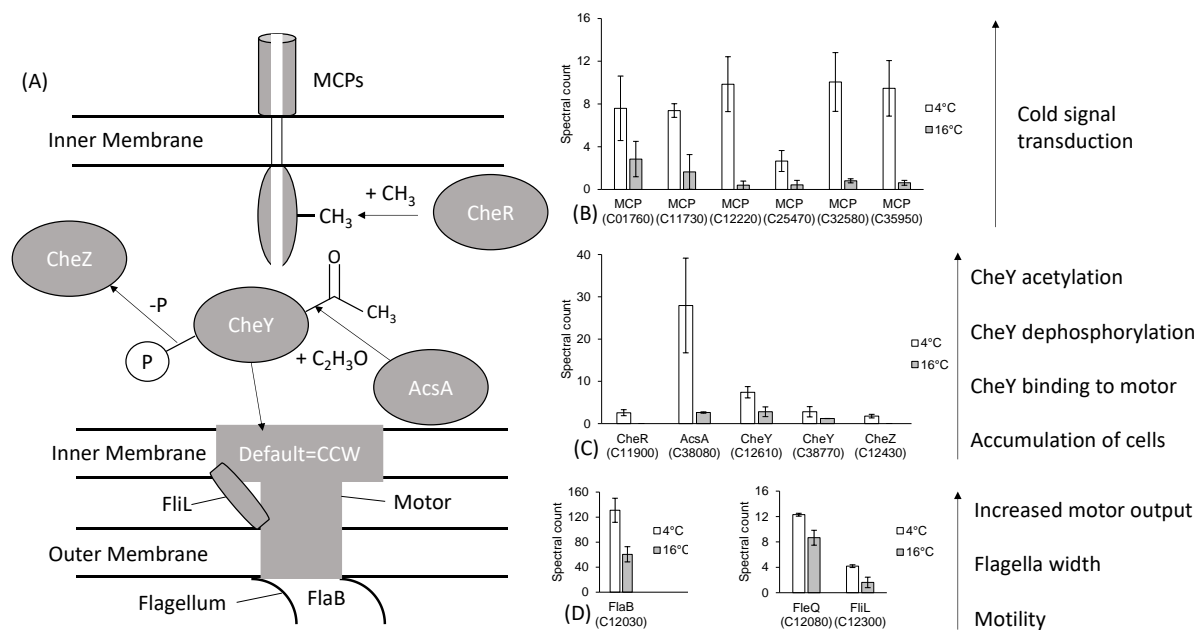 (A)
MCPs
Inner Membrane
+ CH3
CH3
CheR
CheZ
-P
CheY
P
O
CH3
+ C2H3O
AcsA
Inner Membrane
Default=CCW
FliL
Motor
Outer Membrane
Flagellum
FlaB
(B)
Spectral count
16
12
8
4
0
MCP MCP MCP MCP MCP MCP
(C01760) (C11730) (C12220) (C25470) (C32580) (C35950)
4°C
16°C
Cold signal
transduction
(C)
Spectral count
40
30
20
10
0
CheR AcsA CheY CheY CheZ
(C11900) (C38080) (C12610) (C38770) (C12430)
4°C
16°C
CheY acetylation
CheY dephosphorylation
CheY binding to motor
Accumulation of cells
(D)
Spectral count
160
120
80
40
0
FlaB
(C12030)
4°C
16°C
Spectral count
16
12
8
4
0
FleQ FliL
(C12080) (C12300)
4°C
16°C
Increased motor output
Flagella width
Motility